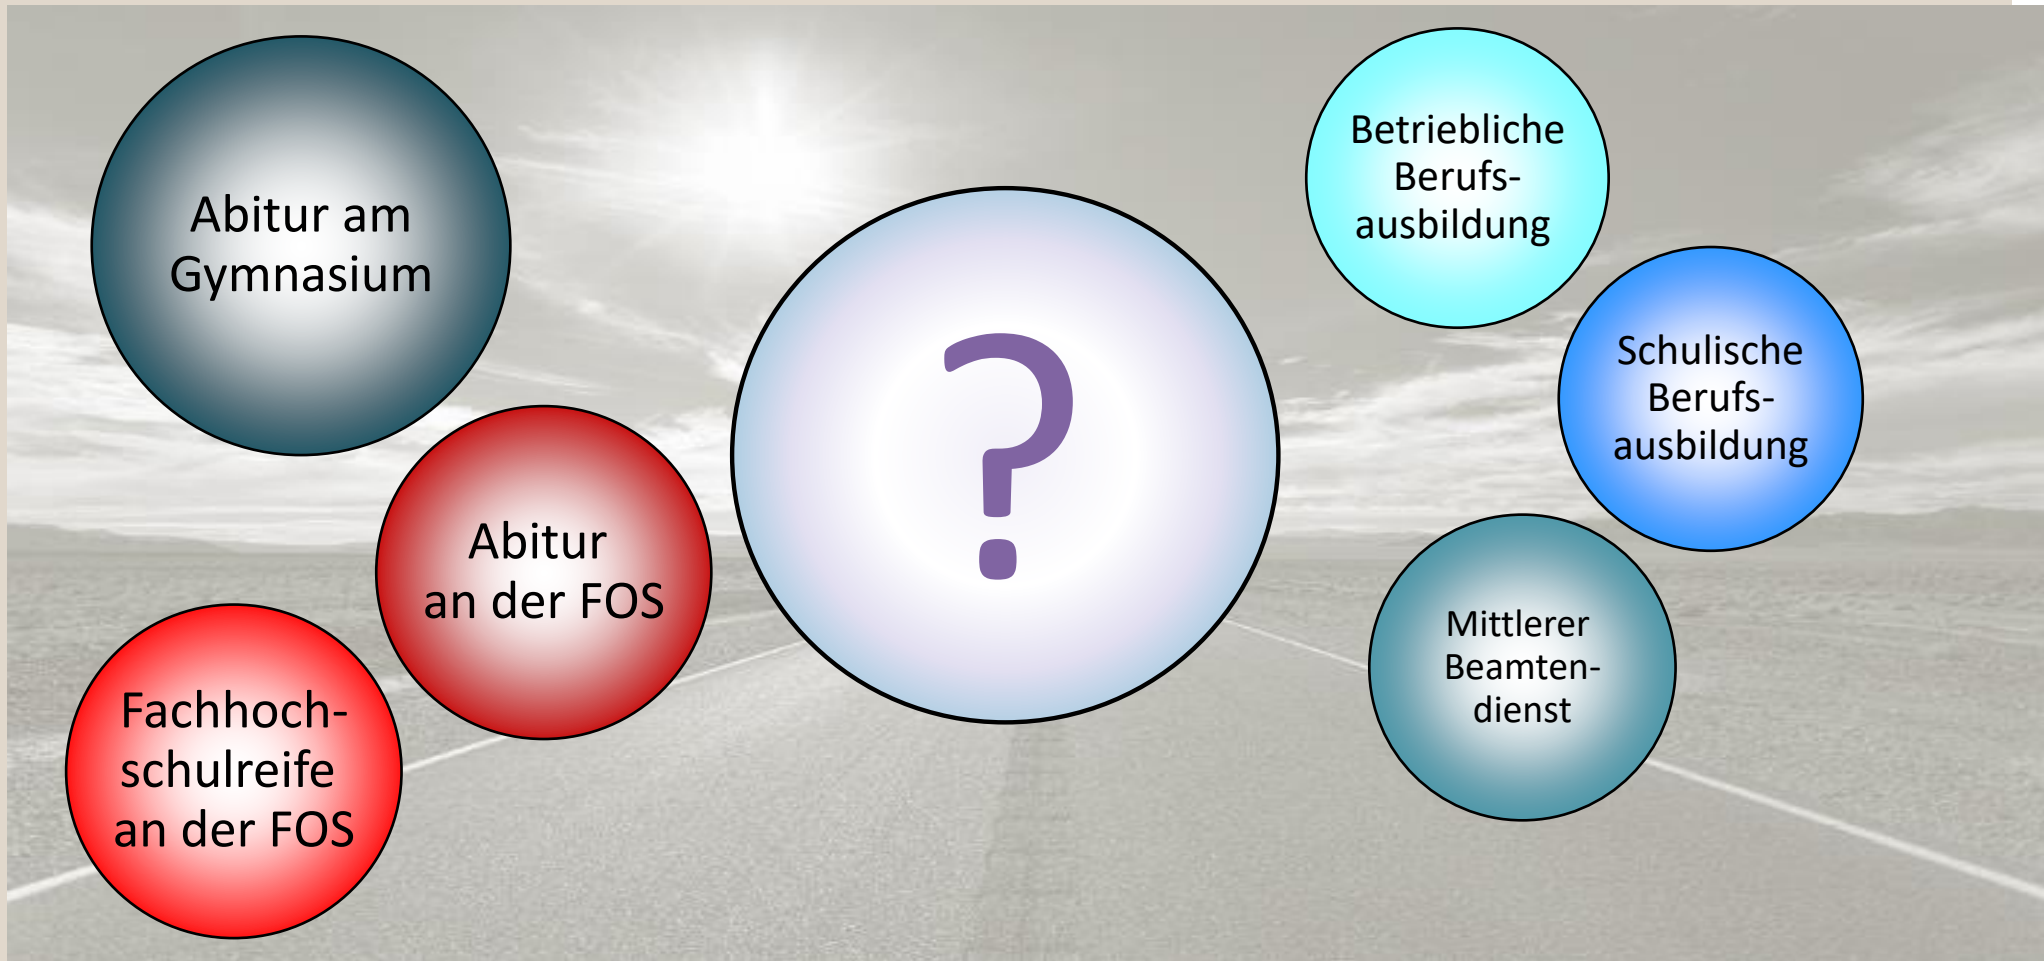 Abitur am
Gymnasium
Abitur
an der FOS
Fachhoch-
schulreife
an der FOS
?
Betriebliche
Berufs-
ausbildung
Schulische
Berufs-
ausbildung
Mittlerer
Beamten-
dienst